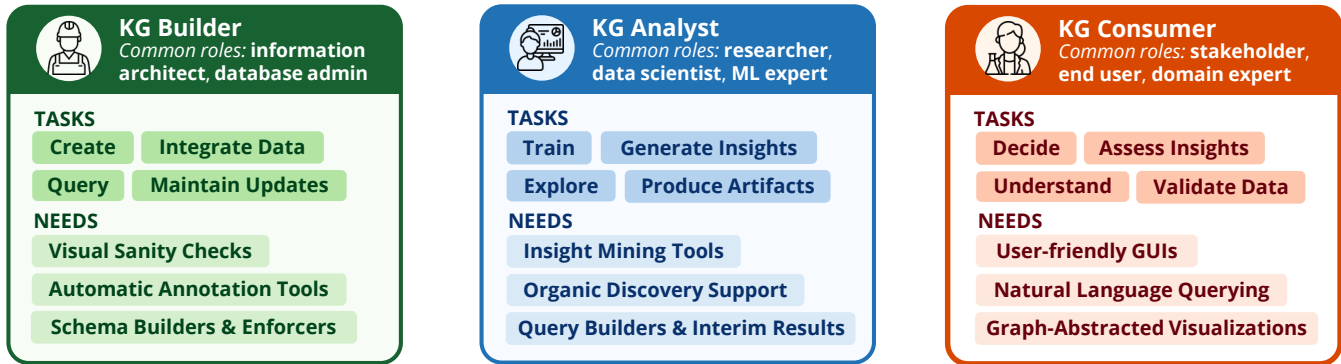 KG Builder
Common roles: information
architect, database admin
TASKS
Create Integrate Data
Query Maintain Updates
NEEDS
Visual Sanity Checks
Automatic Annotation Tools
Schema Builders & Enforcers
KG Analyst
Common roles: researcher,
data scientist, ML expert
TASKS
Train Generate Insights
Explore Produce Artifacts
NEEDS
Insight Mining Tools
Organic Discovery Support
Query Builders & Interim Results
KG Consumer
Common roles: stakeholder,
end user, domain expert
TASKS
Decide Assess Insights
Understand Validate Data
NEEDS
User-friendly GUIs
Natural Language Querying
Graph-Abstracted Visualizations